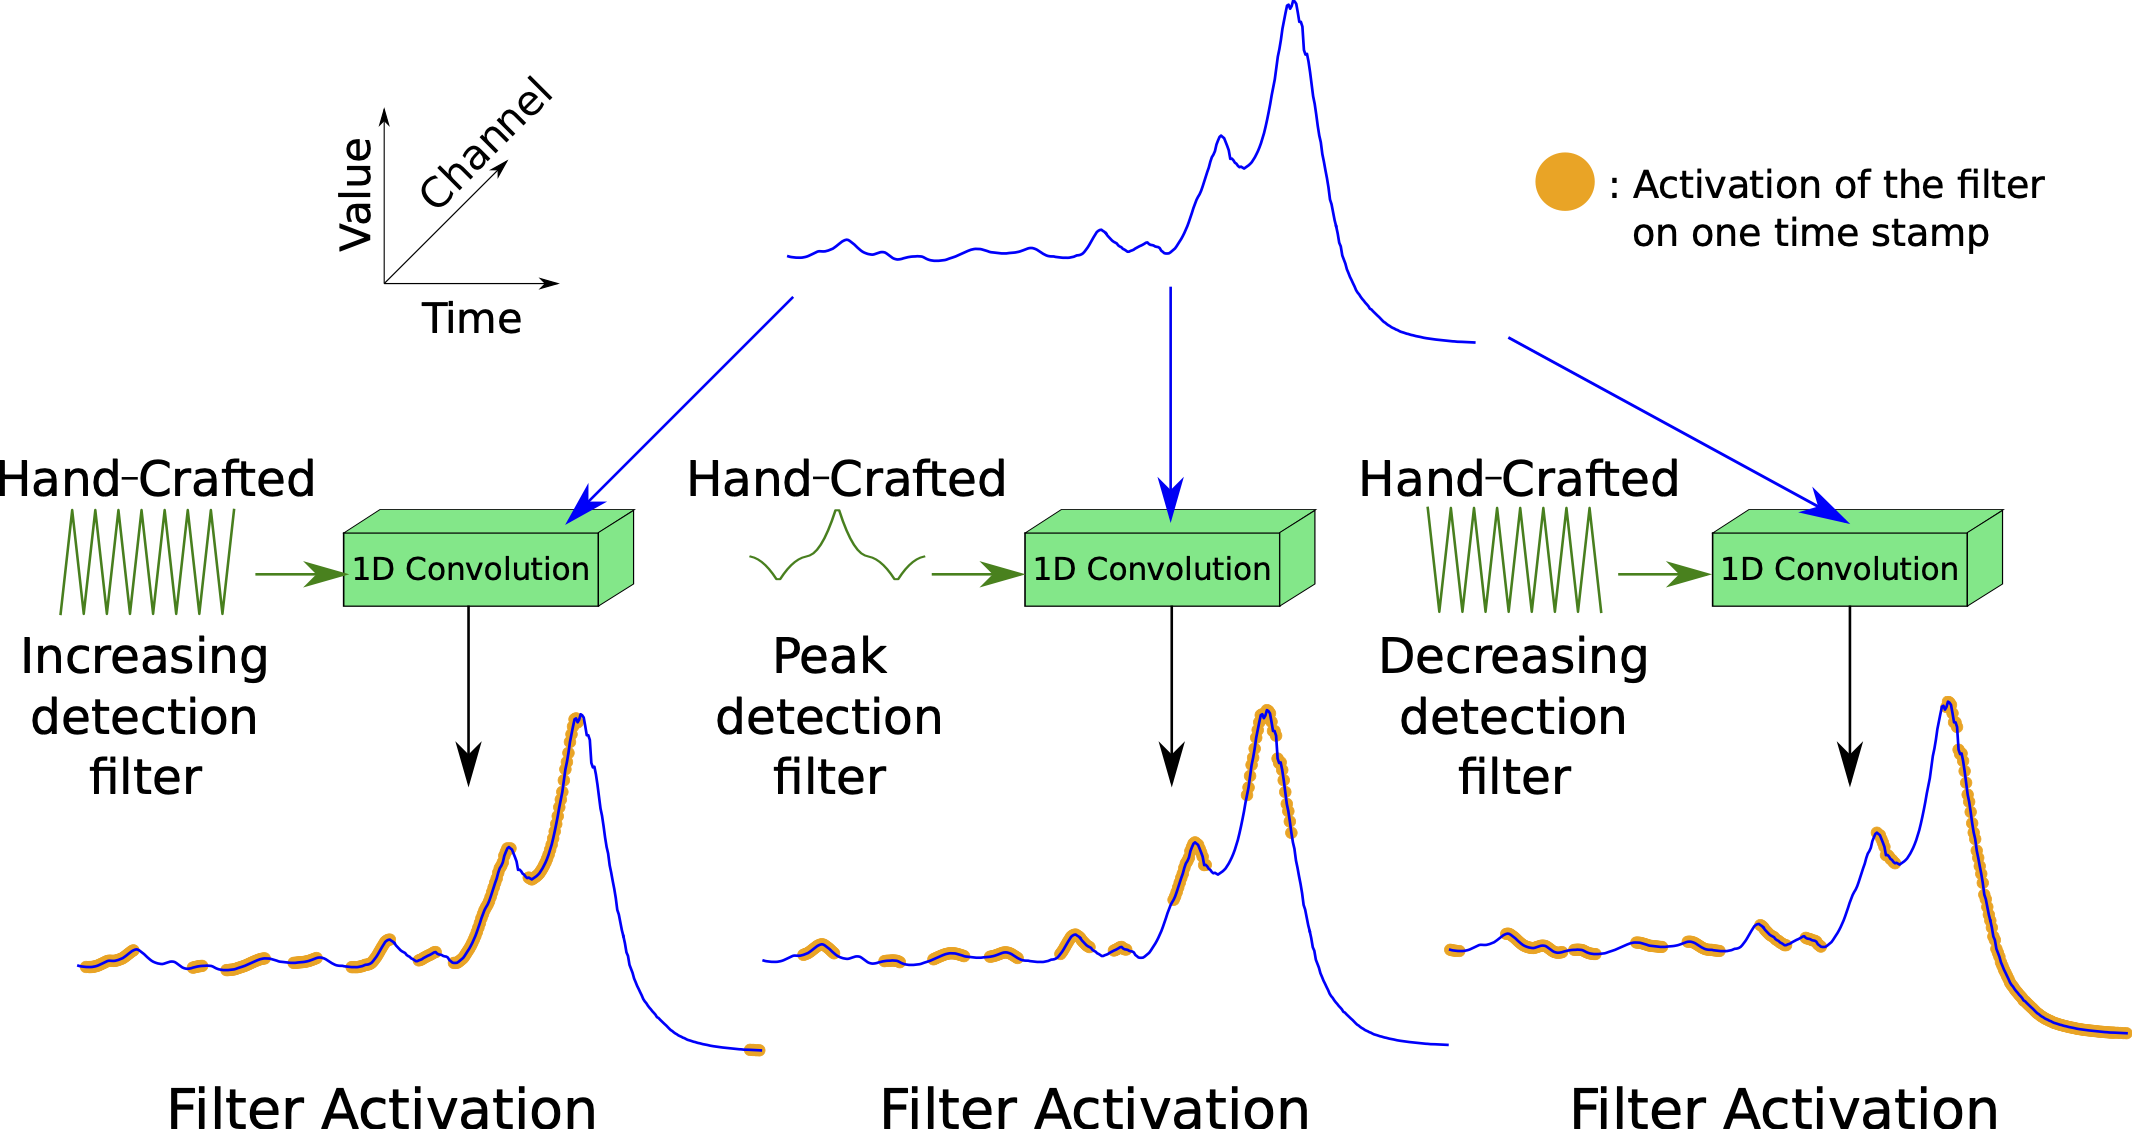 Value
Channel
Time
: Activation of the filter
on one time stamp
Hand-Crafted
1D Convolution
Increasing
detection
filter
Filter Activation
Hand-Crafted
1D Convolution
Peak
detection
filter
Filter Activation
Hand-Crafted
1D Convolution
Decreasing
detection
filter
Filter Activation